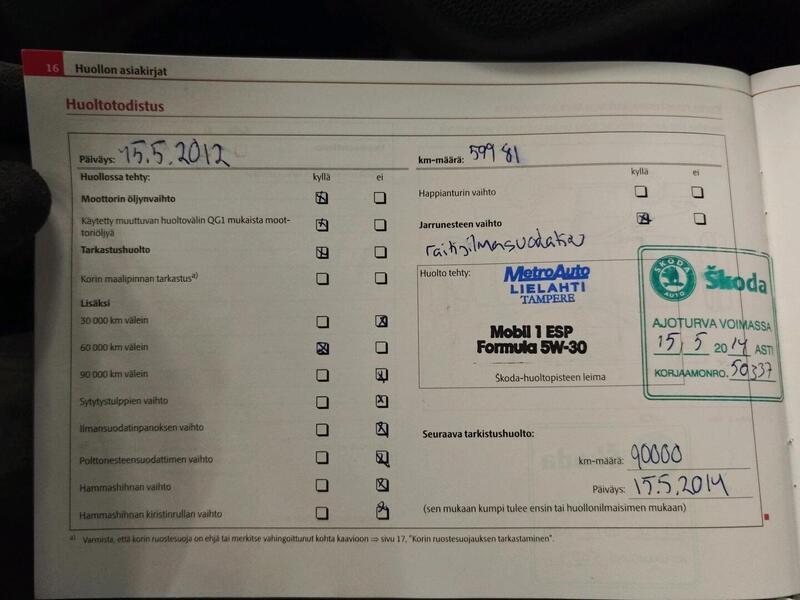 16 Huollon asiakirjat
Huoltotodistus
Päiväys: 15.5.2012
Huollossa tehty: kyllä ei
Moottorin öljynvaihto
Käytetty muuttuvan huoltovälin QG1 mukaista moot-
toriöljyä
Tarkastushuolto
Korin maalipinnan tarkastus a)
Lisäksi
30 000 km välein
60 000 km välein
90 000 km välein
Sytytystulppien vaihto
Ilmansuodatinpanoksen vaihto
Polttonesteensuodattimen vaihto
Hammashihnan vaihto
Hammashihnan kiristinrullan vaihto
km-määrä: 59981
kyllä ei
Happianturin vaihto
Jarrunesteen vaihto
Huolto tehty:
MetroAuto
LIELAHTI
TAMPERE
Mobil 1 ESP
Formula 5W-30
Škoda-huoltopisteen leima
SKODA
AUTO
Škoda
AJOTURVA VOIMASSA
15 5 2014 ASTI
KORJAAMONRO. 50337
Seuraava tarkistushuolto:
km-määrä: 90000
Päiväys: 15.5.2014
(sen mukaan kumpi tulee ensin tai huollonilmaisimen mukaan)
a) Varmista, että korin ruostesuoja on ehjä tai merkitse vahingoittunut kohta kaavioon ⇒ sivu 17, "Korin ruostesuojauksen tarkastaminen".